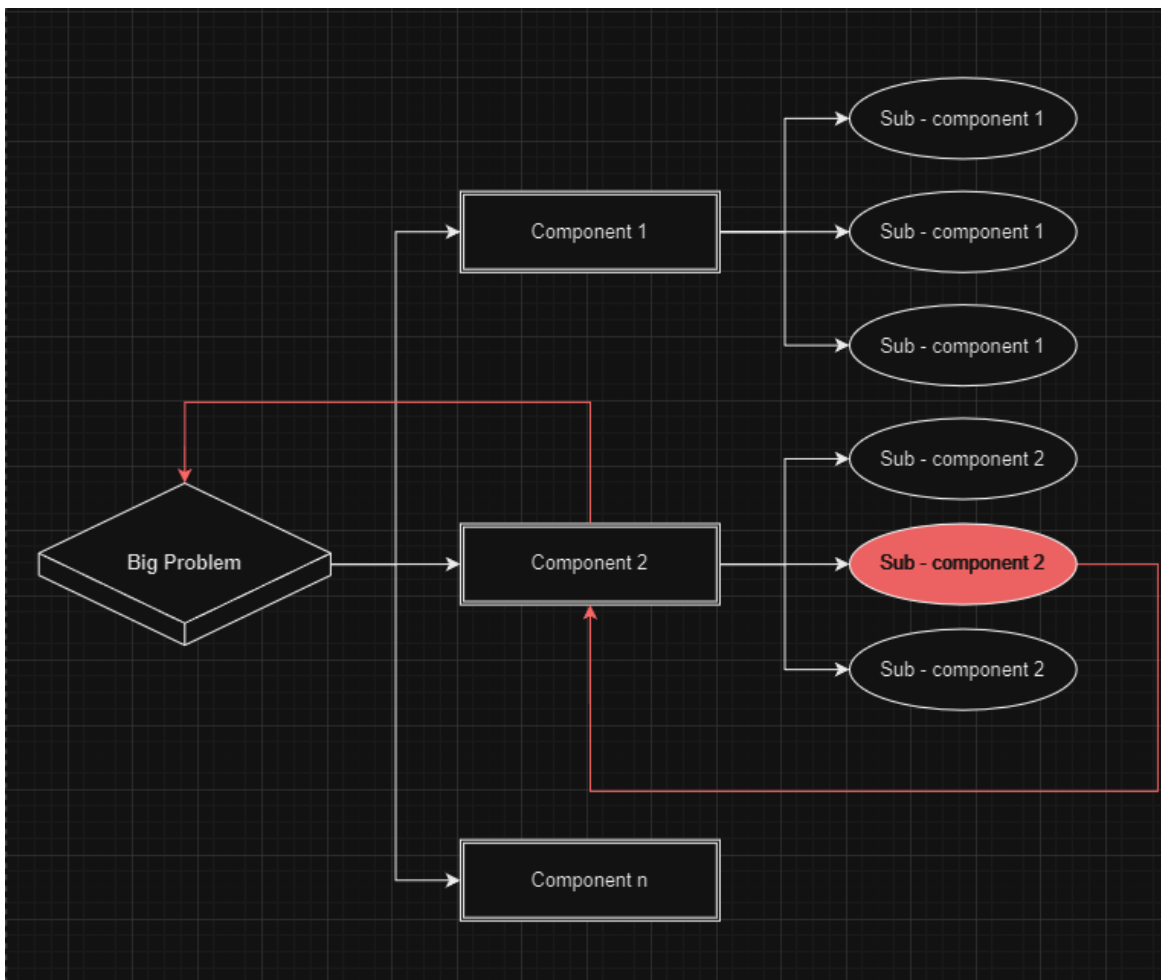 Sub - component 1
Component 1
Sub - component 1
Sub - component 1
Sub - component 2
Big Problem
Component 2
Sub - component 2
Sub - component 2
Component n